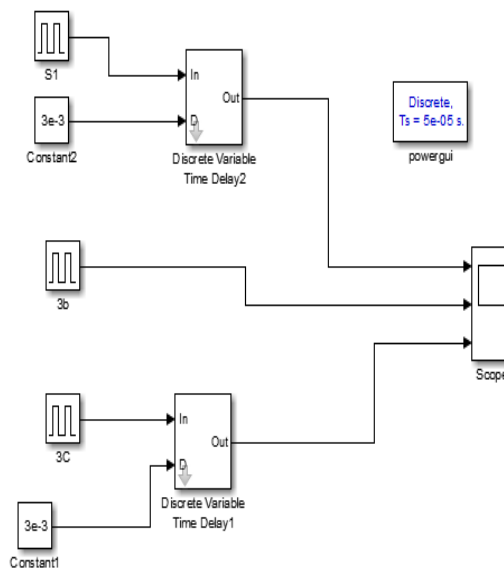 S1
3e-3
Constant2
In
D
Out
Discrete Variable
Time Delay2
Discrete,
Ts = 5e-05 s.
powergui
3b
Scope
3C
In
D
Out
Discrete Variable
Time Delay1
3e-3
Constant1